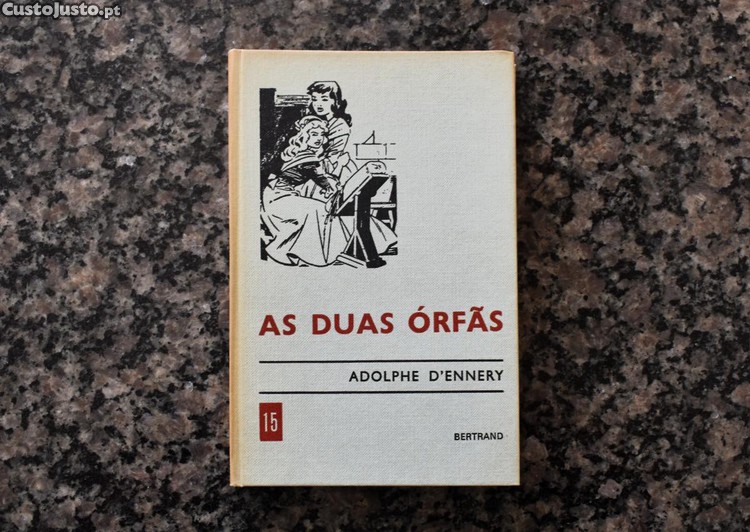 CustoJusto.pt
AS DUAS ÓRFÃS
ADOLPHE D'ENNERY
15
BERTRAND